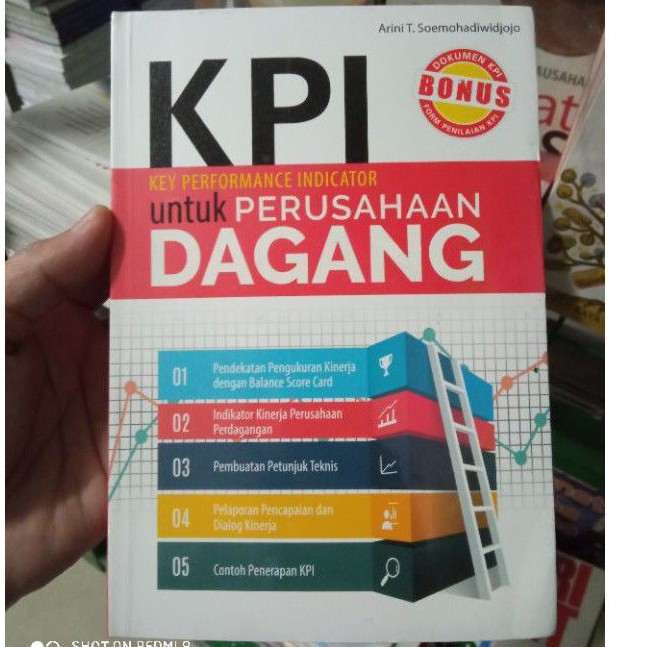 Arini T. Soemohadiwidjojo
KPI
DOKUMEN KPI
BONUS
FORM PENILAIAN KPI
KEY PERFORMANCE INDICATOR
untuk PERUSAHAAN
DAGANG
01 Pendekatan Pengukuran Kinerja
dengan Balance Score Card
02 Indikator Kinerja Perusahaan
Perdagangan
03 Pembuatan Petunjuk Teknis
04 Pelaporan Pencapaian dan
Dialog Kinerja
05 Contoh Penerapan KPI
SHOT ON REDMI 8